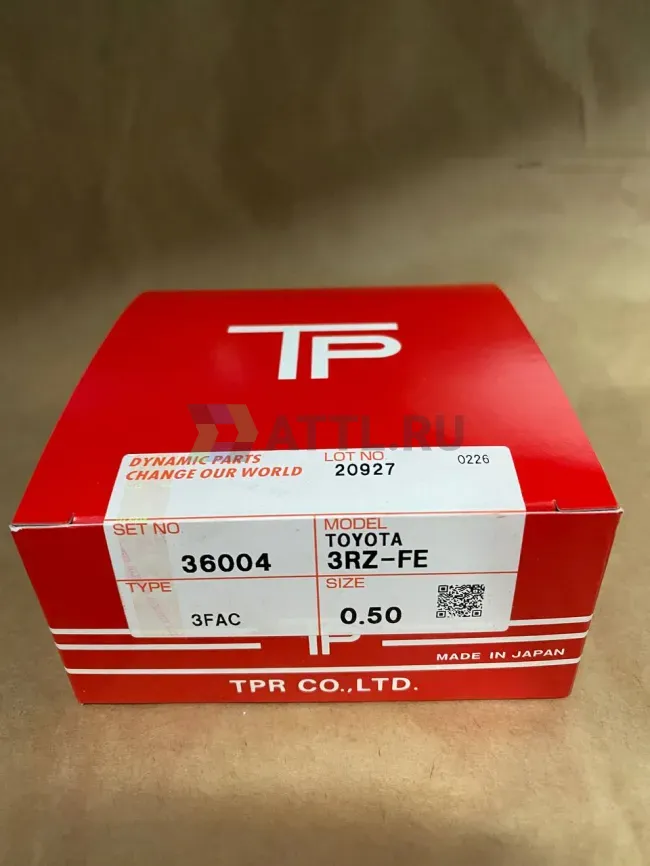 TP
ATTL.RU
DYNAMIC PARTS
CHANGE OUR WORLD
LOT NO.
20927
0226
SET NO.
36004
MODEL
TOYOTA
3RZ-FE
TYPE
3FAC
SIZE
0.50
TP
MADE IN JAPAN
TPR CO.,LTD.